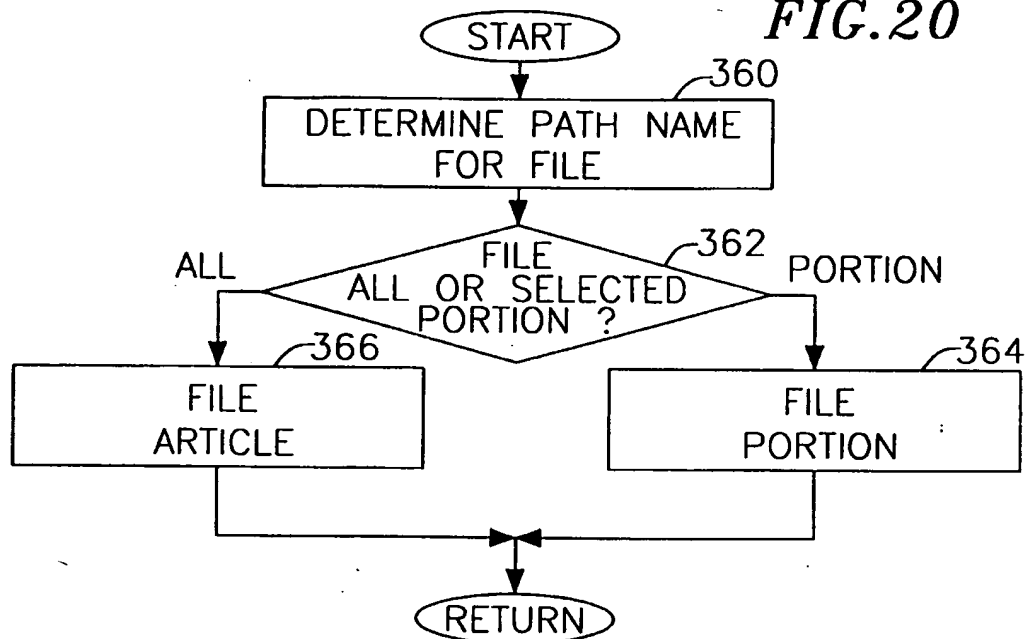 FIG.20
START
360
DETERMINE PATH NAME
FOR FILE
362
FILE
ALL OR SELECTED
PORTION ?
ALL
PORTION
366
FILE
ARTICLE
364
FILE
PORTION
RETURN